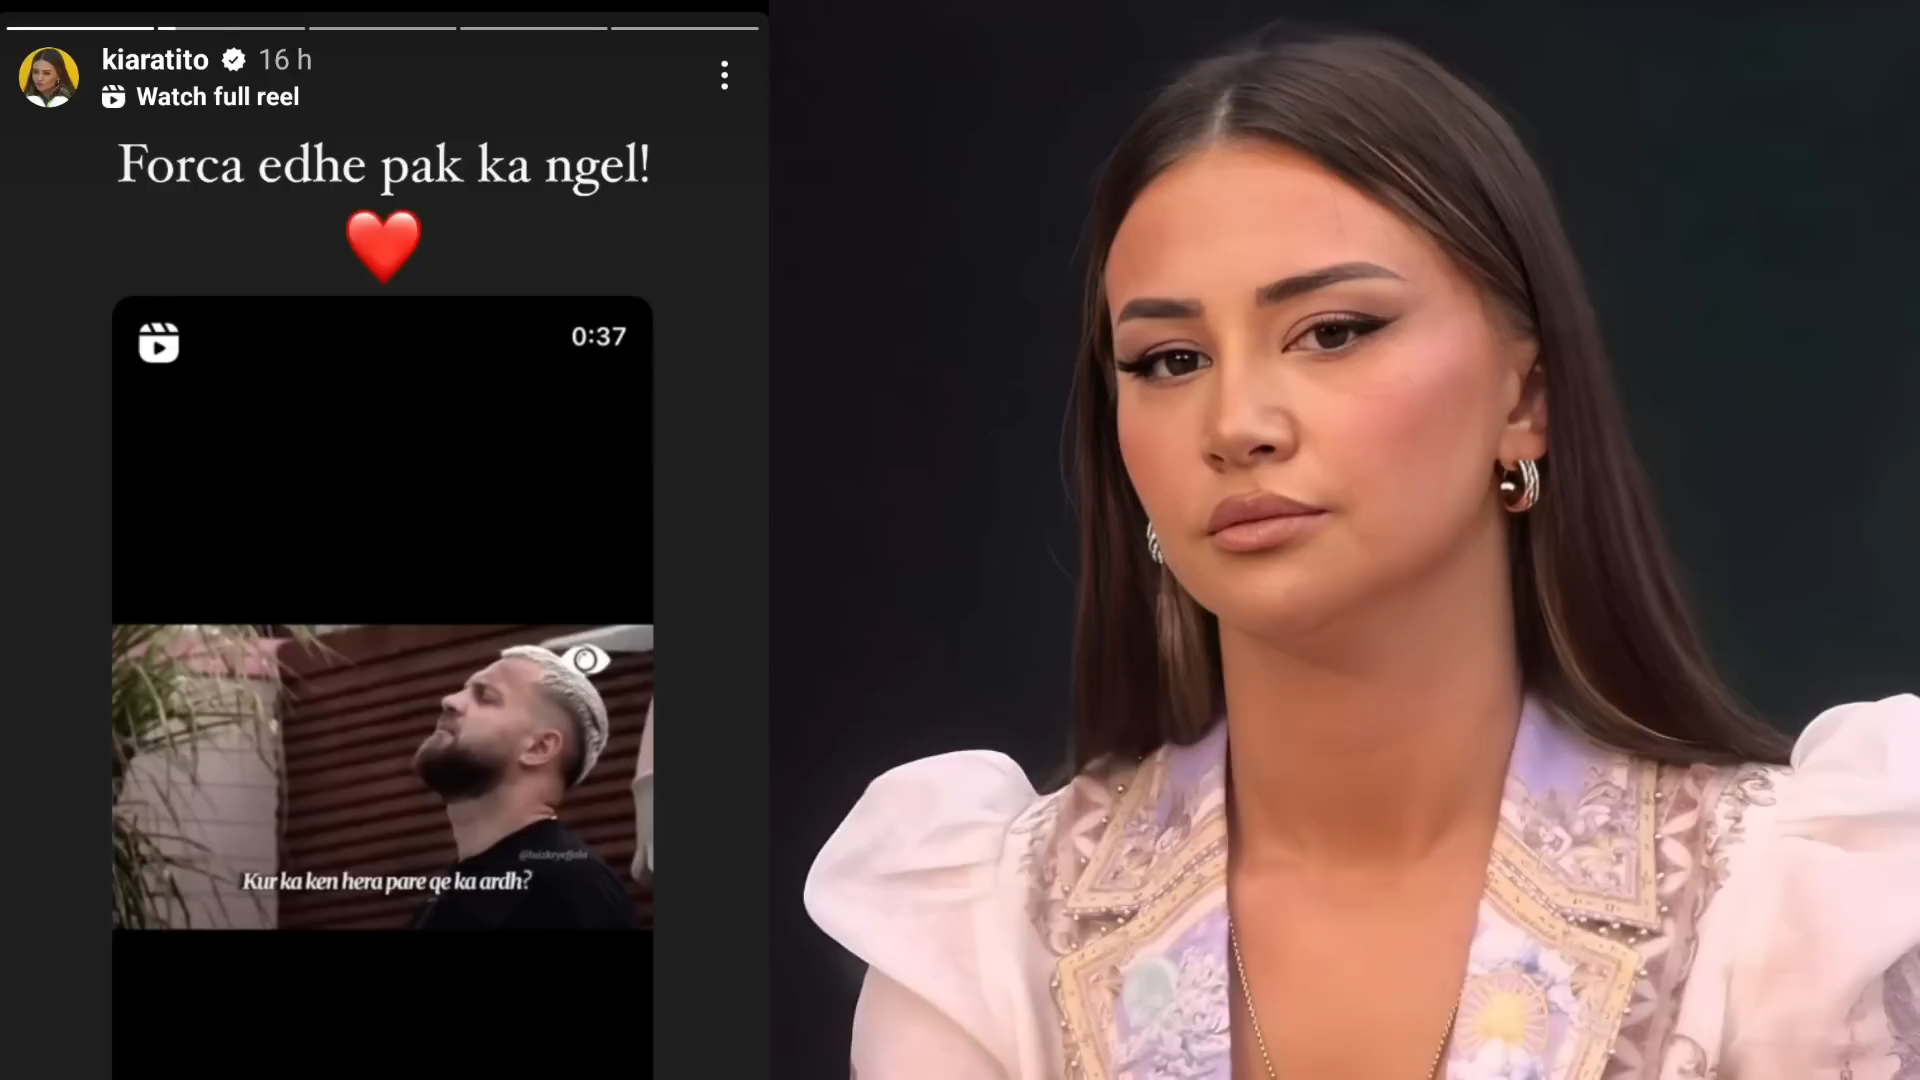 kiaratito 16 h
Watch full reel
Forca edhe pak ka ngel!
0:37
Kur ka ken hera pare qe ka ardh?